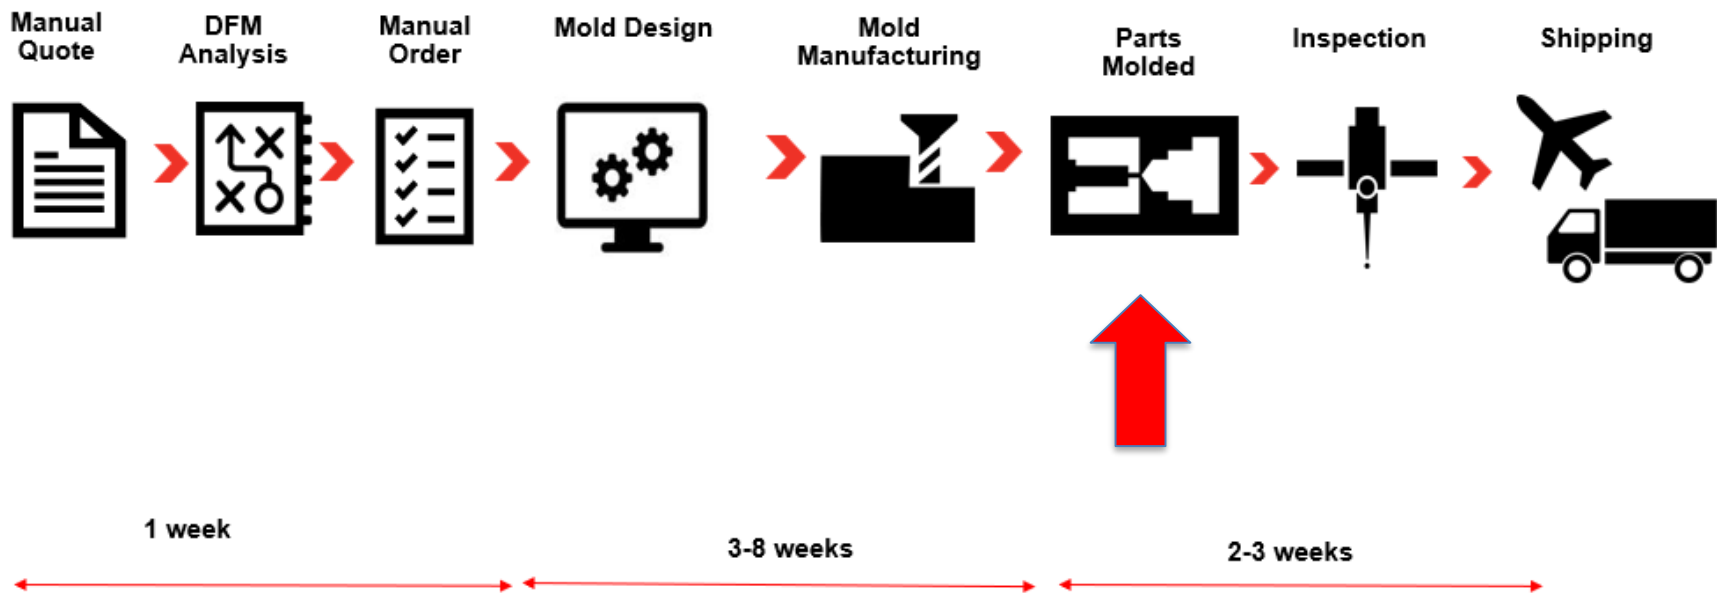 Manual
Quote
DFM
Analysis
Manual
Order
Mold Design
Mold
Manufacturing
Parts
Molded
Inspection
Shipping
1 week
3-8 weeks
2-3 weeks